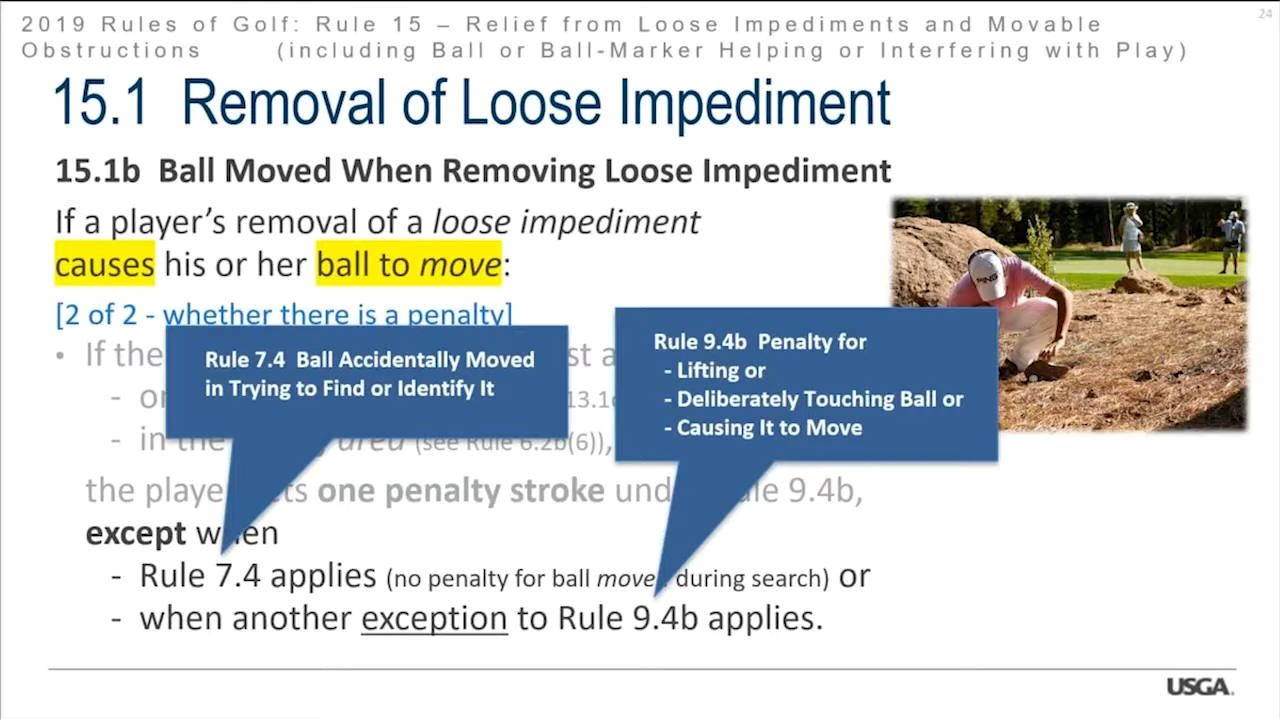 24
2019 Rules of Golf: Rule 15 – Relief from Loose Impediments and Movable
Obstructions (including Ball or Ball-Marker Helping or Interfering with Play)
15.1 Removal of Loose Impediment
15.1b Ball Moved When Removing Loose Impediment
If a player’s removal of a loose impediment
causes his or her ball to move:
[2 of 2 - whether there is a penalty]
Rule 7.4 Ball Accidentally Moved
in Trying to Find or Identify It
Rule 9.4b Penalty for
- Lifting or
- Deliberately Touching Ball or
- Causing It to Move
• If the
-
- in the (see Rule 6.2b(6)),
the one penalty stroke 9.4b,
except when
- Rule 7.4 applies (no penalty for ball moved during search) or
- when another exception to Rule 9.4b applies.
PING
USGA.